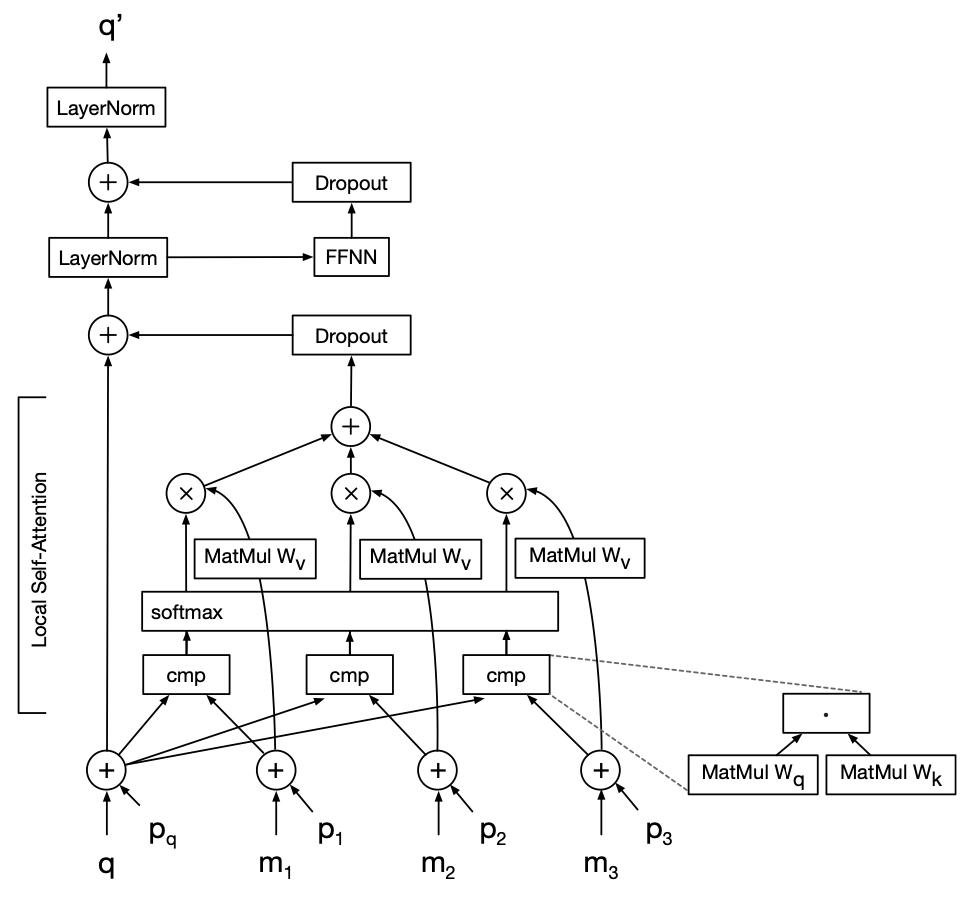 q’
LayerNorm
+
Dropout
LayerNorm
FFNN
+
Dropout
+
Local Self-Attention
×
×
×
MatMul Wv
MatMul Wv
MatMul Wv
softmax
cmp
cmp
cmp
·
MatMul Wq
MatMul Wk
+
+
+
+
pq
p1
p2
p3
q
m1
m2
m3